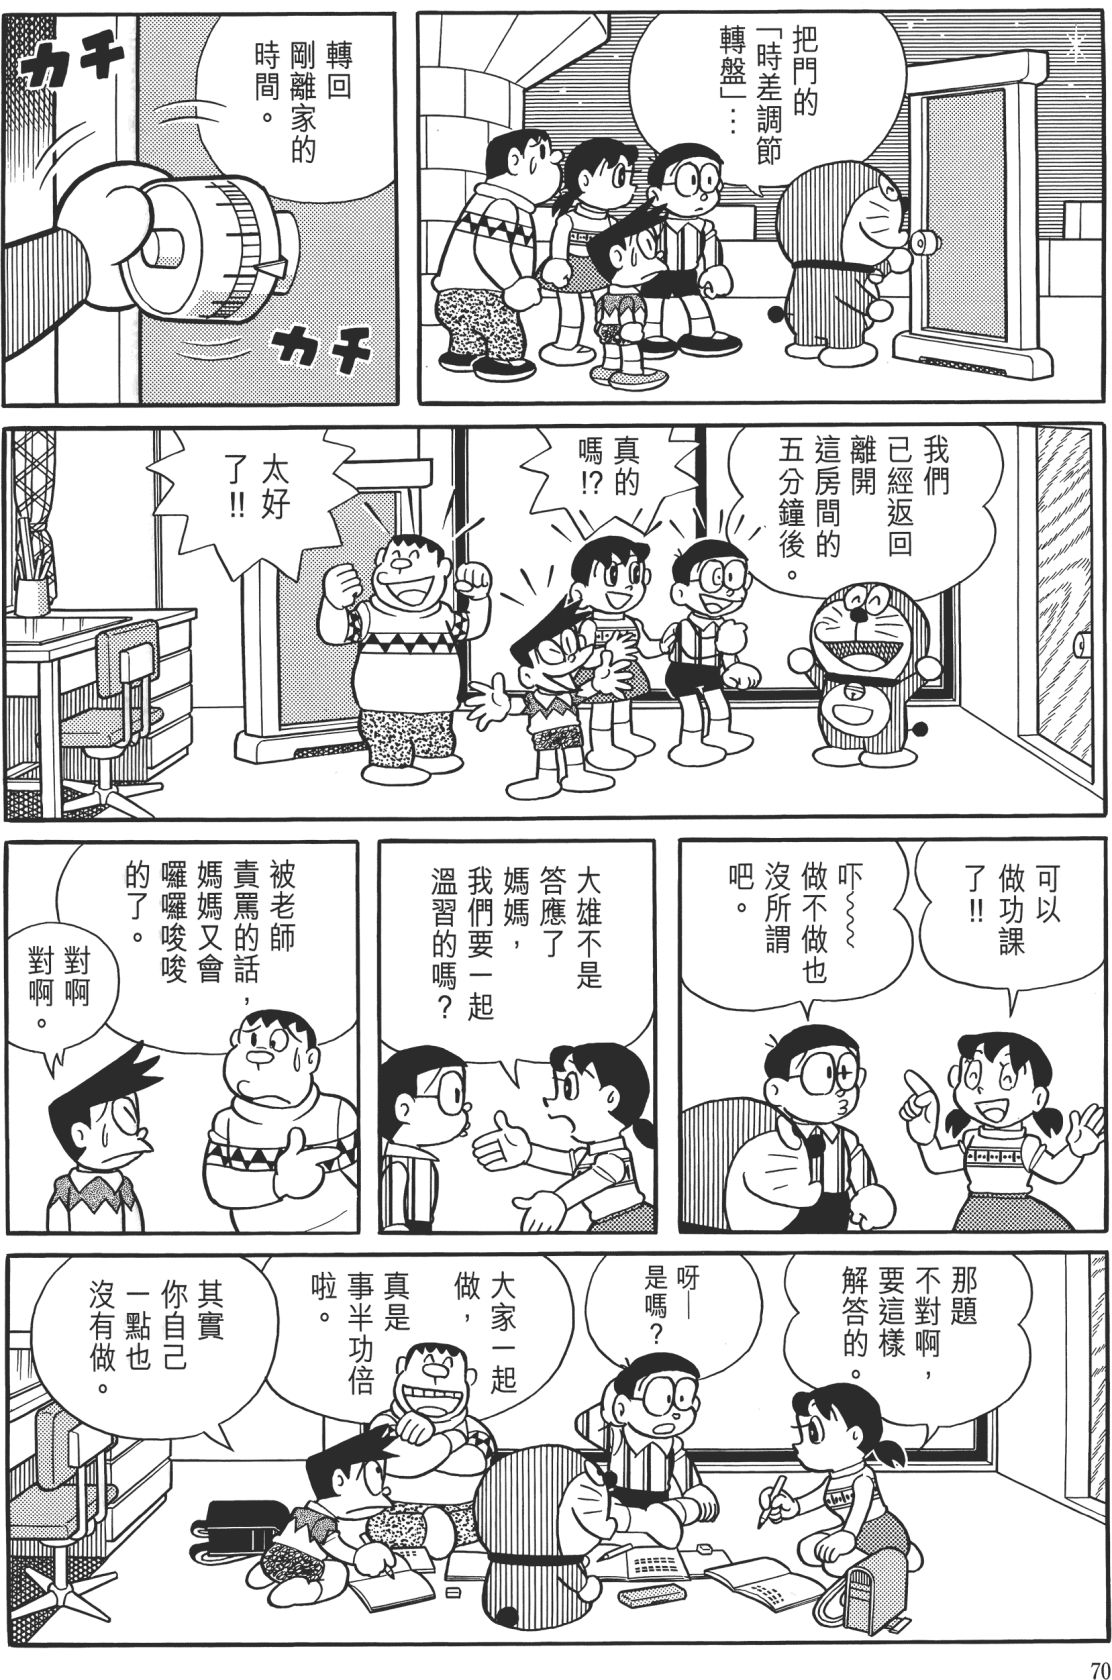 把門的
「時差調節
轉盤」…
轉回
剛離家的
時間。
カチ
カチ
我們
已經返回
離開
這房間的
五分鐘後。
真的
嗎!?
太好
了!!
可以
做功課
了!!
吓~~~~
做不做也
沒所謂
吧。
大雄不是
答應了
媽媽，
我們要一起
溫習的嗎？
被老師
責罵的話，
媽媽又會
囉囉唆唆
的了。
對啊
對啊。
那題
不對啊，
要這樣
解答的。
呀—
是嗎？
大家一起
做，
真是
事半功倍
啦。
其實
你自己
一點也
沒有做。
70